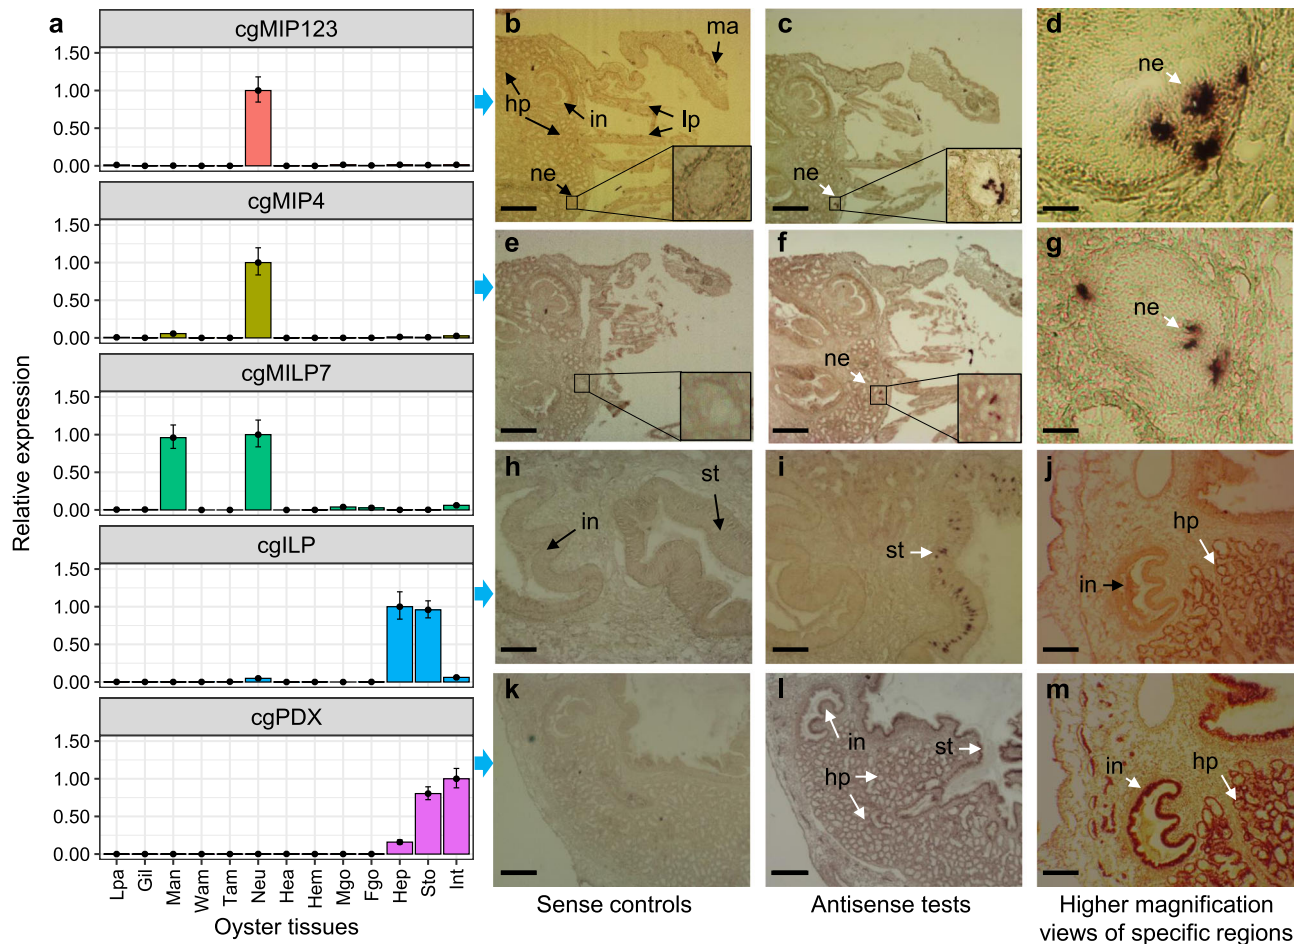 a
cgMIP123
1.50
1.00
0.50
0.00
cgMIP4
1.50
1.00
0.50
0.00
cgMILP7
1.50
1.00
0.50
0.00
cgILP
1.50
1.00
0.50
0.00
cgPDX
1.50
1.00
0.50
0.00
Relative expression
Lpa Gil Man Wam Tam Neu Hea Hem Mgo Fgo Hep Sto Int
Oyster tissues
b
ma
hp
in
lp
ne
c
ne
d
ne
e
f
ne
g
ne
h
in
st
i
st
j
hp
in
k
l
in
st
hp
m
in
hp
Sense controls
Antisense tests
Higher magnification
views of specific regions